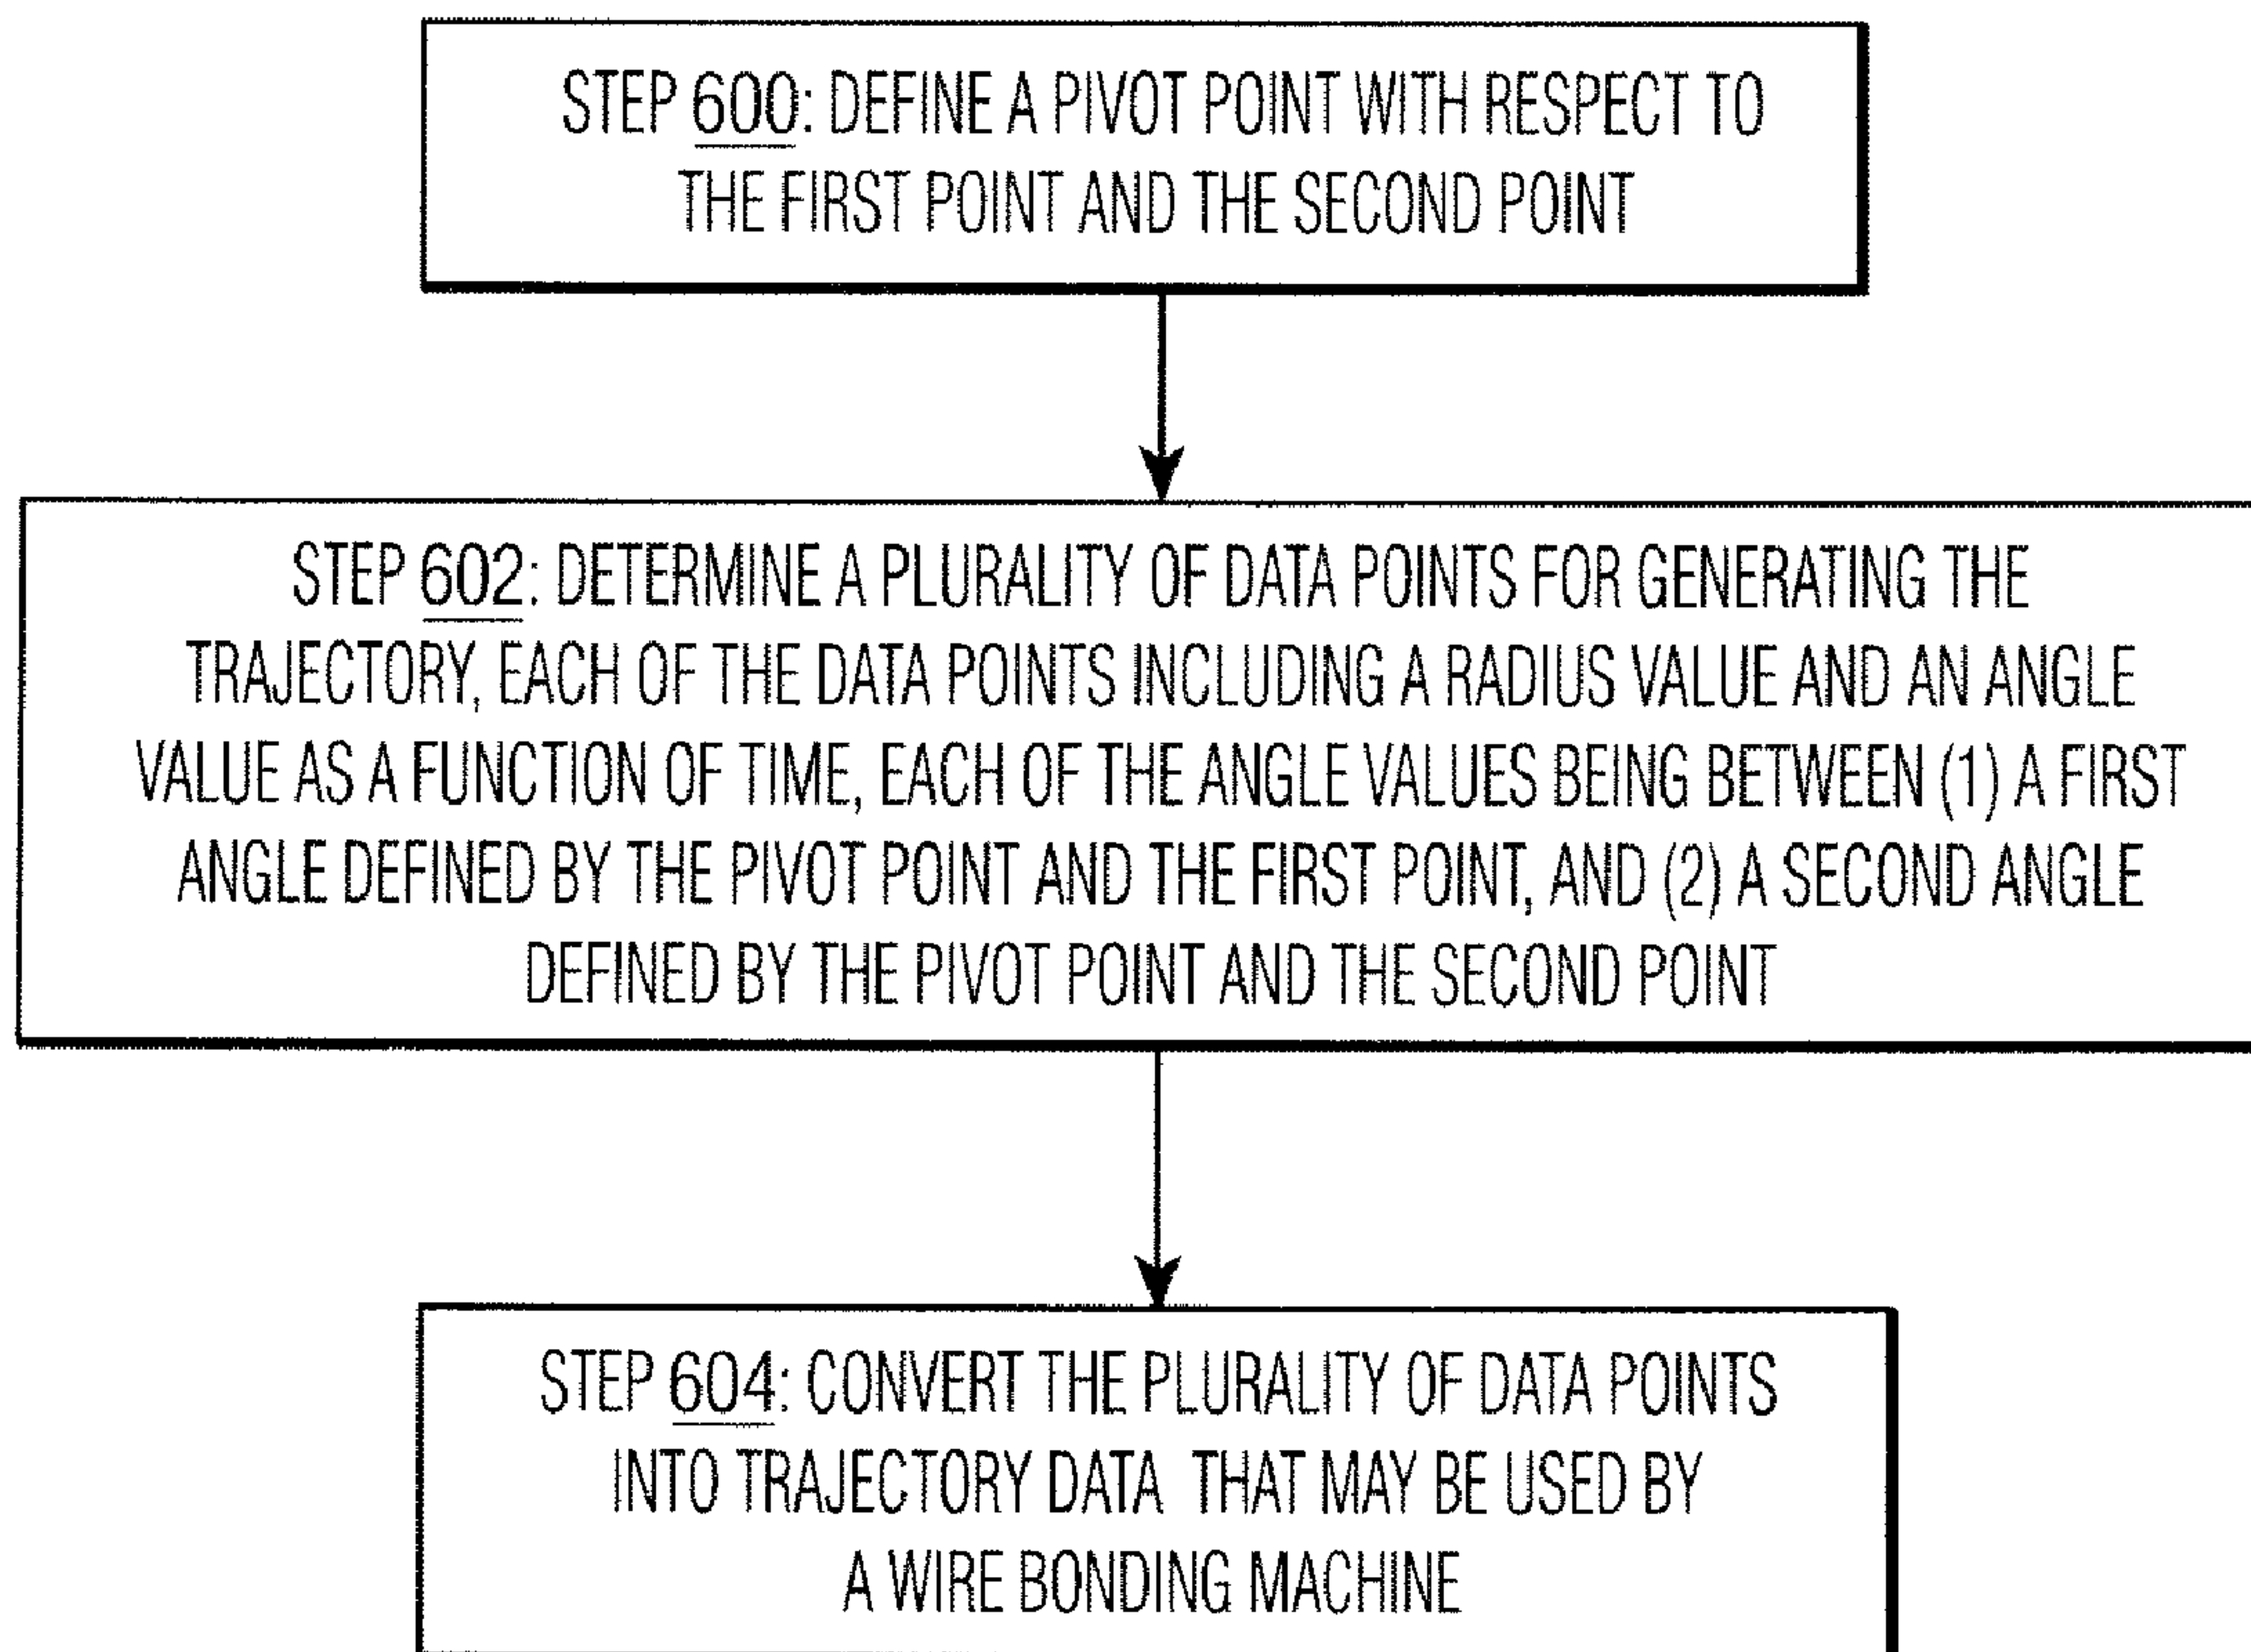 STEP 600: DEFINE A PIVOT POINT WITH RESPECT TO
THE FIRST POINT AND THE SECOND POINT
STEP 602: DETERMINE A PLURALITY OF DATA POINTS FOR GENERATING THE
TRAJECTORY, EACH OF THE DATA POINTS INCLUDING A RADIUS VALUE AND AN ANGLE
VALUE AS A FUNCTION OF TIME, EACH OF THE ANGLE VALUES BEING BETWEEN (1) A FIRST
ANGLE DEFINED BY THE PIVOT POINT AND THE FIRST POINT, AND (2) A SECOND ANGLE
DEFINED BY THE PIVOT POINT AND THE SECOND POINT
STEP 604: CONVERT THE PLURALITY OF DATA POINTS
INTO TRAJECTORY DATA THAT MAY BE USED BY
A WIRE BONDING MACHINE